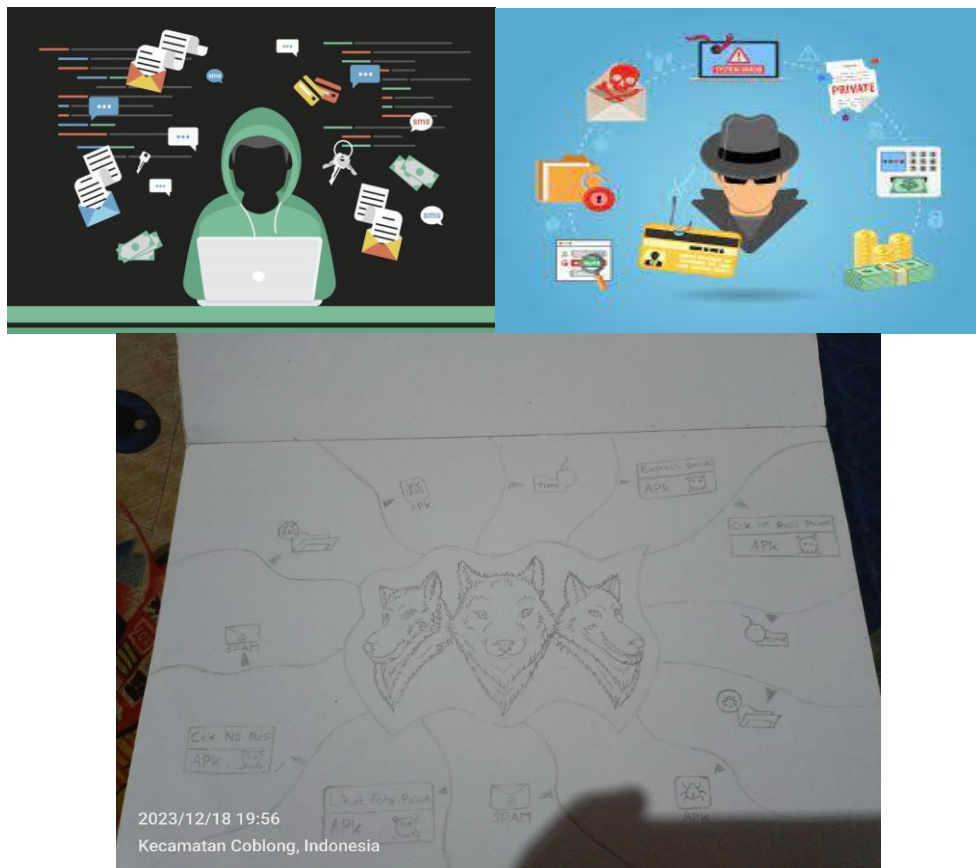 sms
sms
sms
SYSTEM ERROR
PRIVATE
APK
Express Paket
APK
Cek No Resi Paket
APK
SPAM
Cek No Resi
APK
Lihat Foto Paket
APK
SPAM
APK
2023/12/18 19:56
Kecamatan Coblong, Indonesia